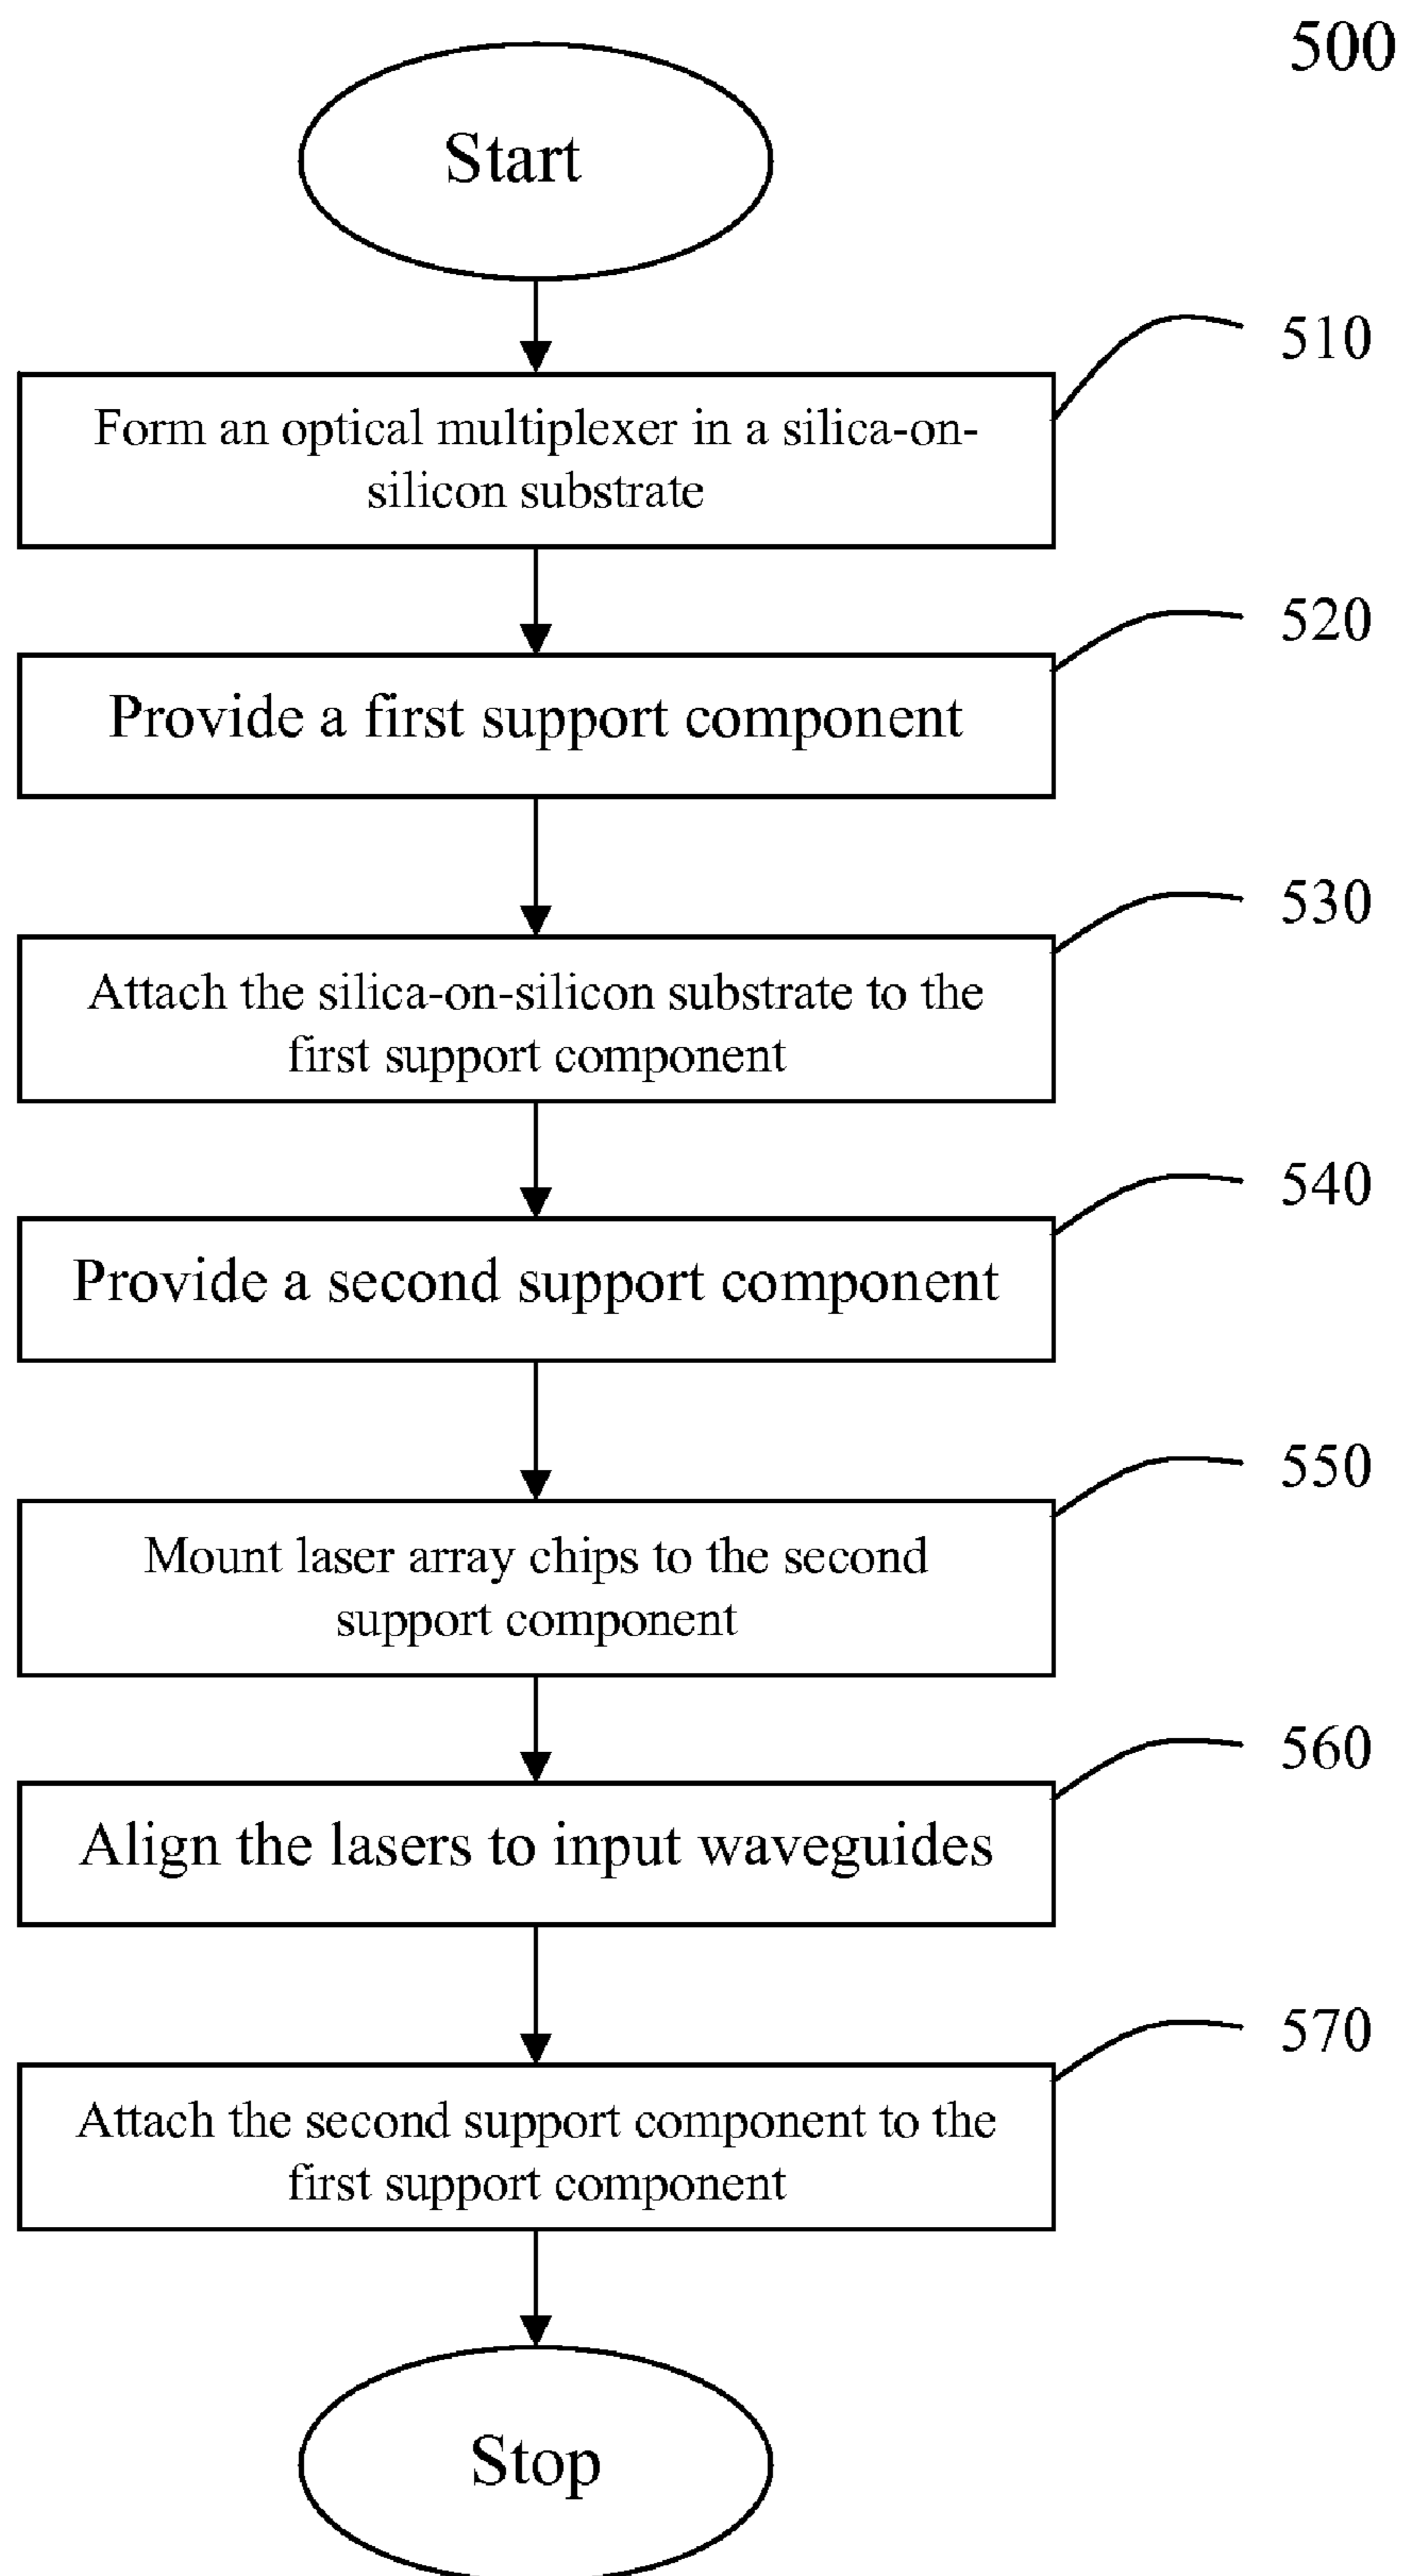 500
Start
510
Form an optical multiplexer in a silica-on-
silicon substrate
520
Provide a first support component
530
Attach the silica-on-silicon substrate to the
first support component
540
Provide a second support component
550
Mount laser array chips to the second
support component
560
Align the lasers to input waveguides
570
Attach the second support component to the
first support component
Stop